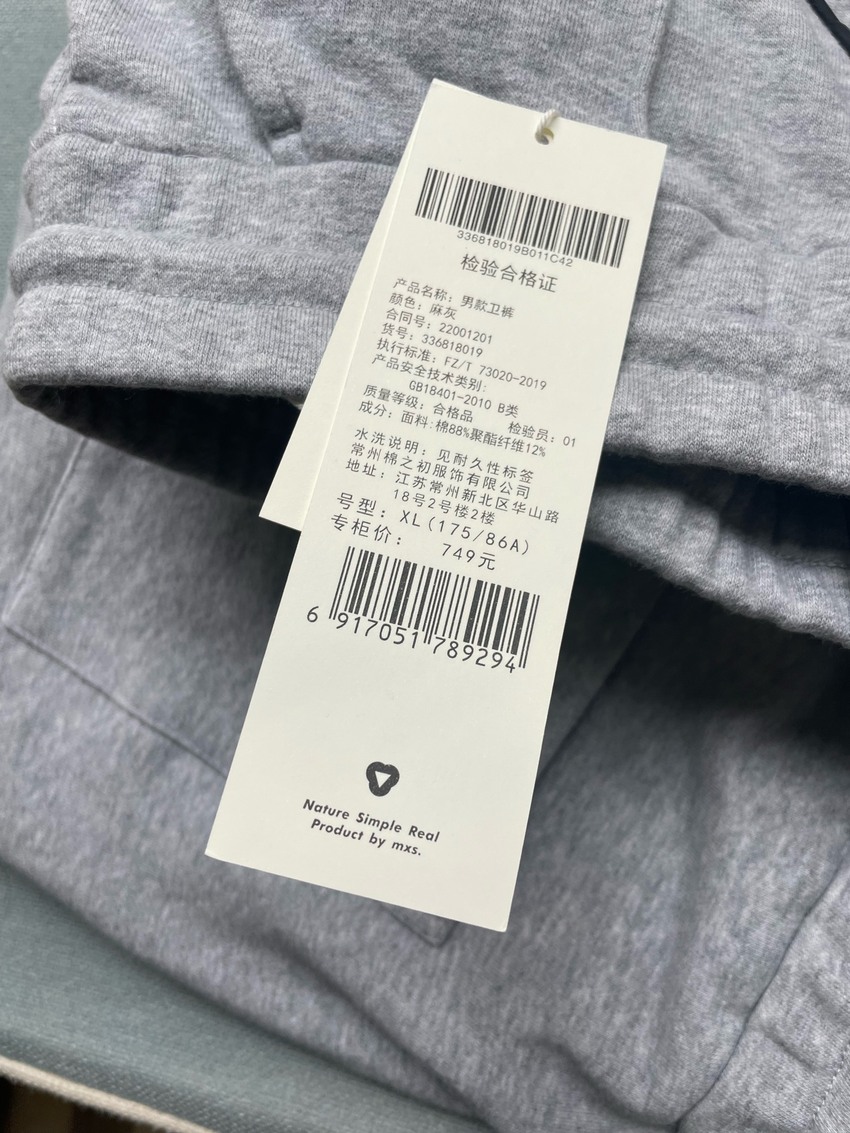 336818019B011C42
检验合格证
产品名称：男款卫裤
颜色：麻灰
合同号：22001201
货号：336818019
执行标准：FZ/T 73020-2019
产品安全技术类别：
GB18401-2010 B类
质量等级：合格品 检验员：01
成分：面料:棉88%聚酯纤维12%
水洗说明：见耐久性标签
常州棉之初服饰有限公司
地址：江苏常州新北区华山路
18号2号楼2楼
号型：XL(175/86A)
专柜价： 749元
6 917051 789294
Nature Simple Real
Product by mxs.